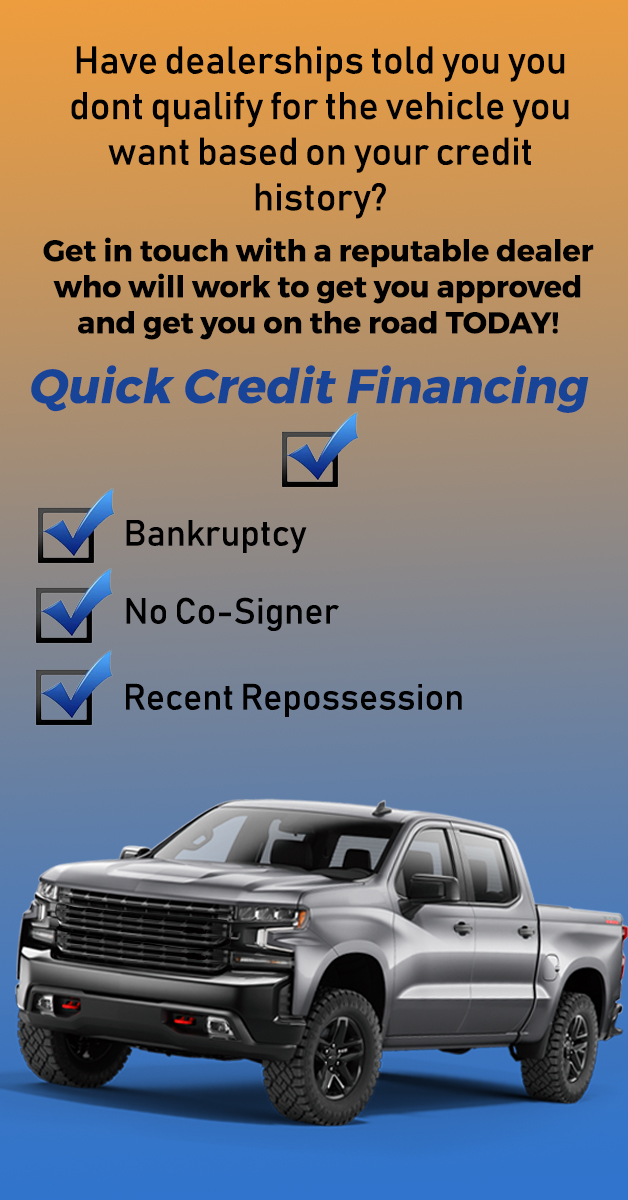 Have dealerships told you you
dont qualify for the vehicle you
want based on your credit
history?
Get in touch with a reputable dealer
who will work to get you approved
and get you on the road TODAY!
Quick Credit Financing
Bankruptcy
No Co-Signer
Recent Repossession